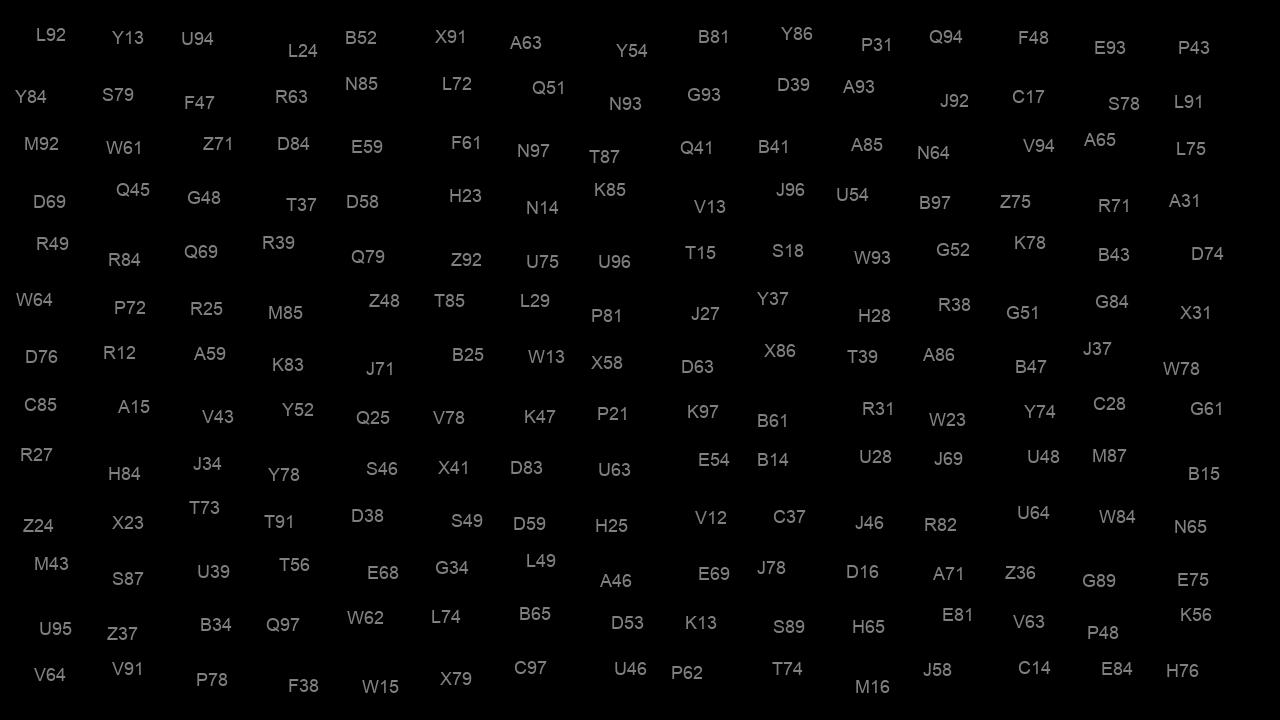 L92 Y13 U94 L24 B52 X91 A63 Y54 B81 Y86 P31 Q94 F48 E93 P43
Y84 S79 F47 R63 N85 L72 Q51 N93 G93 D39 A93 J92 C17 S78 L91
M92 W61 Z71 D84 E59 F61 N97 T87 Q41 B41 A85 N64 V94 A65 L75
D69 Q45 G48 T37 D58 H23 N14 K85 V13 J96 U54 B97 Z75 R71 A31
R49 R84 Q69 R39 Q79 Z92 U75 U96 T15 S18 W93 G52 K78 B43 D74
W64 P72 R25 M85 Z48 T85 L29 P81 J27 Y37 H28 R38 G51 G84 X31
D76 R12 A59 K83 J71 B25 W13 X58 D63 X86 T39 A86 B47 J37 W78
C85 A15 V43 Y52 Q25 V78 K47 P21 K97 B61 R31 W23 Y74 C28 G61
R27 H84 J34 Y78 S46 X41 D83 U63 E54 B14 U28 J69 U48 M87 B15
Z24 X23 T73 T91 D38 S49 D59 H25 V12 C37 J46 R82 U64 W84 N65
M43 S87 U39 T56 E68 G34 L49 A46 E69 J78 D16 A71 Z36 G89 E75
U95 Z37 B34 Q97 W62 L74 B65 D53 K13 S89 H65 E81 V63 P48 K56
V64 V91 P78 F38 W15 X79 C97 U46 P62 T74 M16 J58 C14 E84 H76